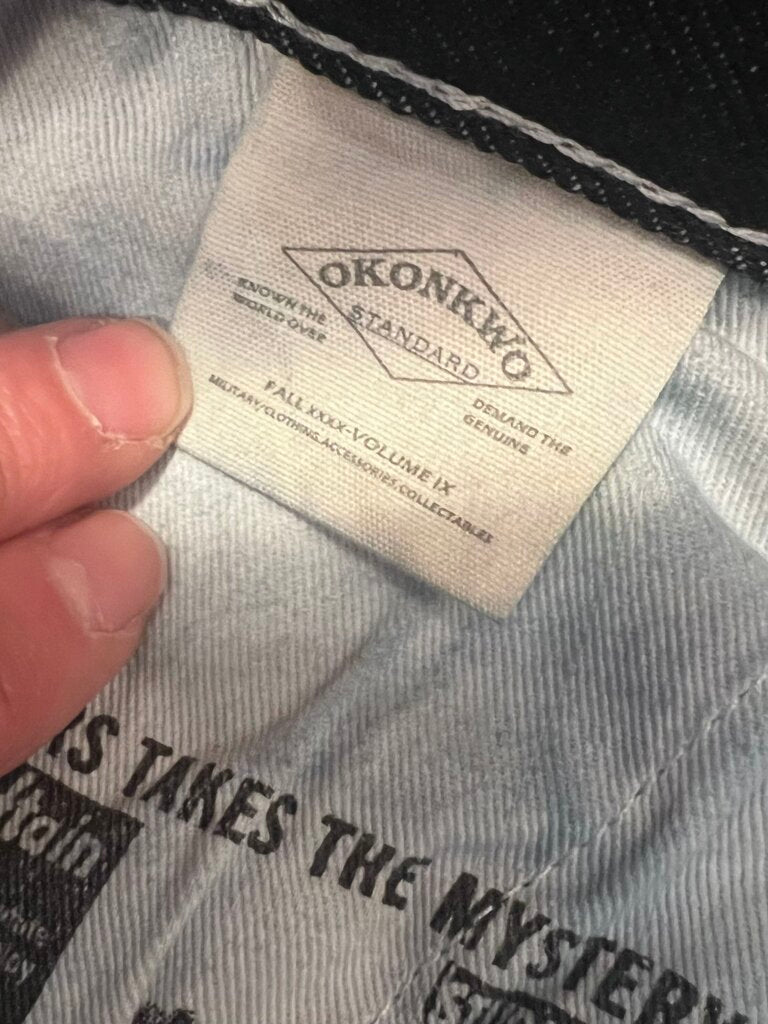 OKONKWO
STANDARD
KNOWN THE
WORLD OVER
DEMAND THE
GENUINE
FALL XXXX-VOLUME IX
MILITARY/CLOTHING,ACCESSORIES,COLLECTABLES
TAKES THE MYSTERY
tain